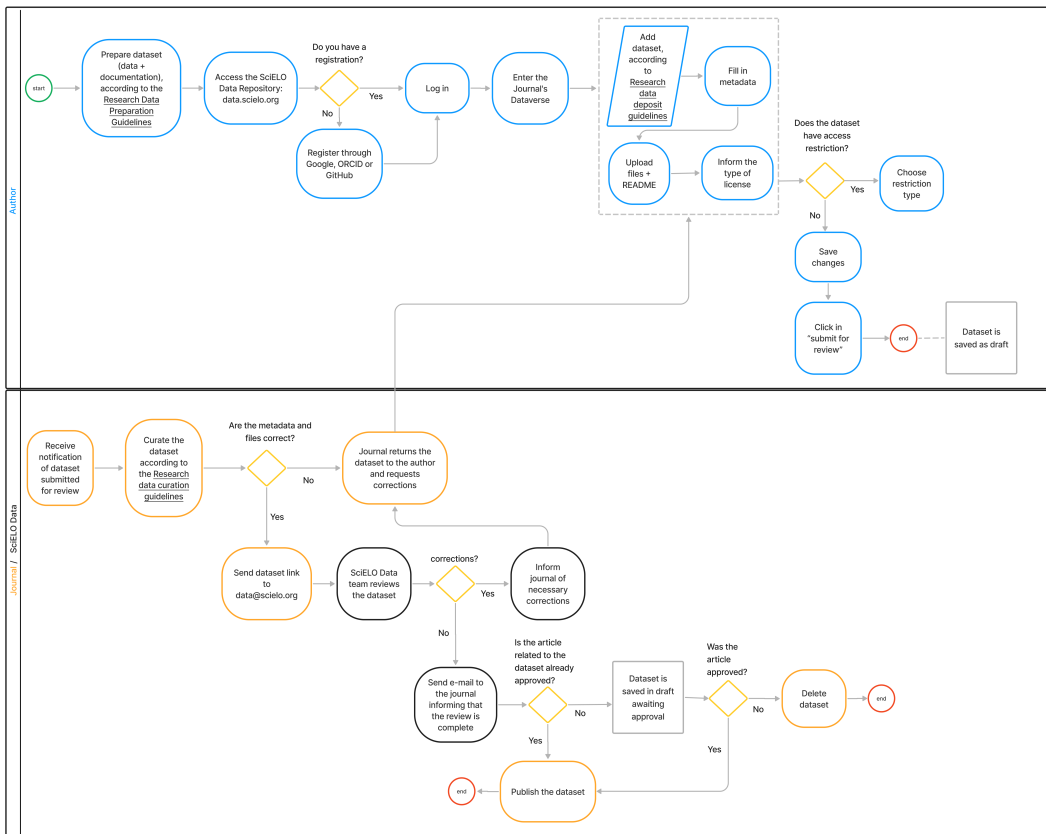 Author
start
Prepare dataset
(data +
documentation),
according to the
Research Data
Preparation
Guidelines
Access the SciELO
Data Repository:
data.scielo.org
Do you have a
registration?
Yes
No
Register through
Google, ORCID or
GitHub
Log in
Enter the
Journal's
Dataverse
Add
dataset,
according
to
Research
data
deposit
guidelines
Fill in
metadata
Upload
files +
README
Inform the
type of
license
Does the dataset
have access
restriction?
Yes
Choose
restriction
type
No
Save
changes
Click in
"submit for
review"
end
Dataset is
saved as draft
Journal / SciELO Data
Receive
notification
of dataset
submitted
for review
Curate the
dataset
according to
the Research
data curation
guidelines
Are the metadata and
files correct?
No
Journal returns the
dataset to the author
and requests
corrections
Yes
Send dataset link
to
data@scielo.org
SciELO Data
team reviews
the dataset
corrections?
Yes
Inform
journal of
necessary
corrections
No
Send e-mail to
the journal
informing that
the review is
complete
Is the article
related to the
dataset already
approved?
No
Dataset is
saved in draft
awaiting
approval
Was the
article
approved?
No
Delete
dataset
end
Yes
Yes
Publish the dataset
end